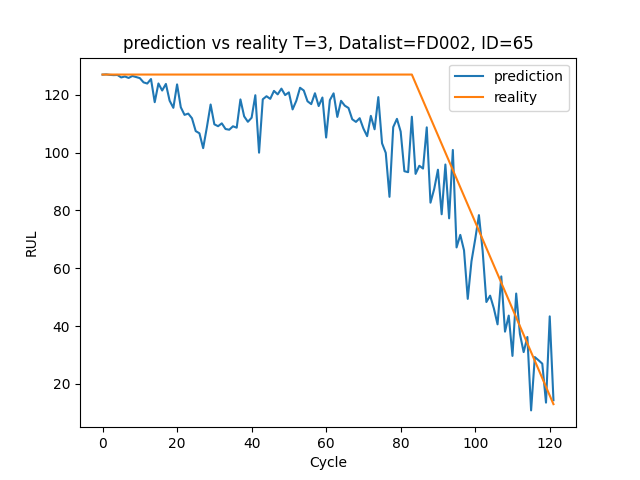 prediction vs reality T=3, Datalist=FD002, ID=65
prediction
reality
RUL
120
100
80
60
40
20
0 20 40 60 80 100 120
Cycle